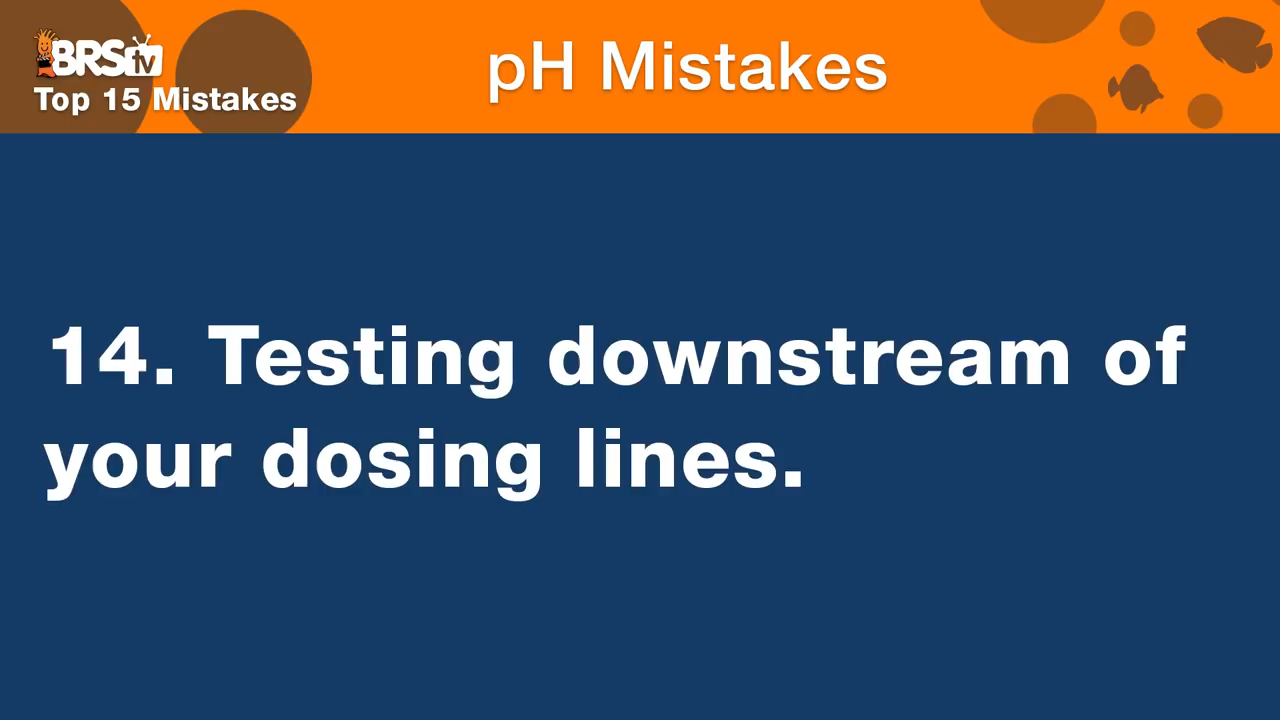 BRStv
Top 15 Mistakes
pH Mistakes
14. Testing downstream of
your dosing lines.